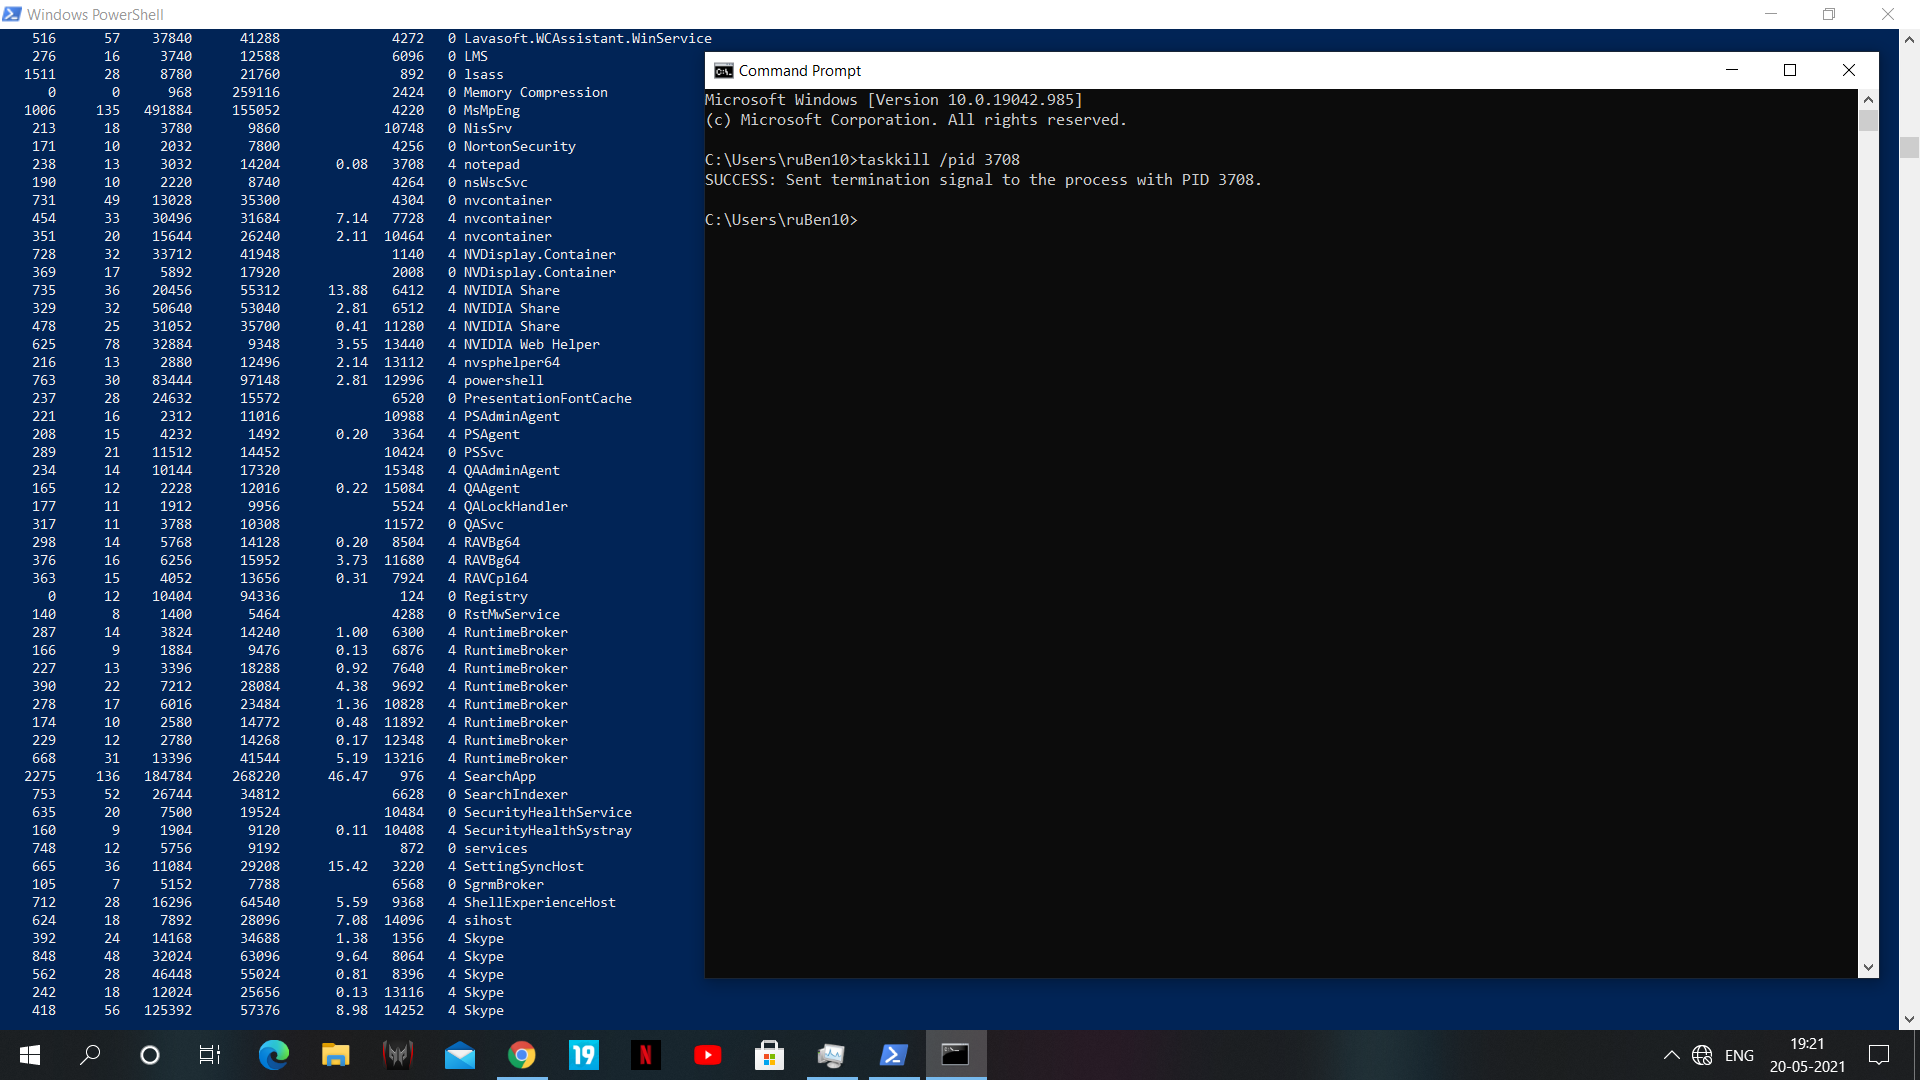 Windows PowerShell
516 57 37840 41288 4272 0 Lavasoft.WCAssistant.WinService
276 16 3740 12588 6096 0 LMS
1511 28 8780 21760 892 0 lsass
0 0 968 259116 2424 0 Memory Compression
1006 135 491884 155052 4220 0 MsMpEng
213 18 3780 9860 10748 0 NisSrv
171 10 2032 7800 4256 0 NortonSecurity
238 13 3032 14204 0.08 3708 4 notepad
190 10 2220 8740 4264 0 nsWscSvc
731 49 13028 35300 4304 0 nvcontainer
454 33 30496 31684 7.14 7728 4 nvcontainer
351 20 15644 26240 2.11 10464 4 nvcontainer
728 32 33712 41948 1140 4 NVDisplay.Container
369 17 5892 17920 2008 0 NVDisplay.Container
735 36 20456 55312 13.88 6412 4 NVIDIA Share
329 32 50640 53040 2.81 6512 4 NVIDIA Share
478 25 31052 35700 0.41 11280 4 NVIDIA Share
625 78 32884 9348 3.55 13440 4 NVIDIA Web Helper
216 13 2880 12496 2.14 13112 4 nvsphelper64
763 30 83444 97148 2.81 12996 4 powershell
237 28 24632 15572 6520 0 PresentationFontCache
221 16 2312 11016 10988 4 PSAdminAgent
208 15 4232 1492 0.20 3364 4 PSAgent
289 21 11512 14452 10424 0 PSSvc
234 14 10144 17320 15348 4 QAAdminAgent
165 12 2228 12016 0.22 15084 4 QAAgent
177 11 1912 9956 5524 4 QALockHandler
317 11 3788 10308 11572 0 QASvc
298 14 5768 14128 0.20 8504 4 RAVBg64
376 16 6256 15952 3.73 11680 4 RAVBg64
363 15 4052 13656 0.31 7924 4 RAVCpl64
0 12 10404 94336 124 0 Registry
140 8 1400 5464 4288 0 RstMwService
287 14 3824 14240 1.00 6300 4 RuntimeBroker
166 9 1884 9476 0.13 6876 4 RuntimeBroker
227 13 3396 18288 0.92 7640 4 RuntimeBroker
390 22 7212 28084 4.38 9692 4 RuntimeBroker
278 17 6016 23484 1.36 10828 4 RuntimeBroker
174 10 2580 14772 0.48 11892 4 RuntimeBroker
229 12 2780 14268 0.17 12348 4 RuntimeBroker
668 31 13396 41544 5.19 13216 4 RuntimeBroker
2275 136 184784 268220 46.47 976 4 SearchApp
753 52 26744 34812 6628 0 SearchIndexer
635 20 7500 19524 10484 0 SecurityHealthService
160 9 1904 9120 0.11 10408 4 SecurityHealthSystray
748 12 5756 9192 872 0 services
665 36 11084 29208 15.42 3220 4 SettingSyncHost
105 7 5152 7788 6568 0 SgrmBroker
712 28 16296 64540 5.59 9368 4 ShellExperienceHost
624 18 7892 28096 7.08 14096 4 sihost
392 24 14168 34688 1.38 1356 4 Skype
848 48 32024 63096 9.64 8064 4 Skype
562 28 46448 55024 0.81 8396 4 Skype
242 18 12024 25656 0.13 13116 4 Skype
418 56 125392 57376 8.98 14252 4 Skype
Command Prompt
Microsoft Windows [Version 10.0.19042.985]
(c) Microsoft Corporation. All rights reserved.
C:\Users\ruBen10>taskkill /pid 3708
SUCCESS: Sent termination signal to the process with PID 3708.
C:\Users\ruBen10>
19
N
ENG
19:21
20-05-2021